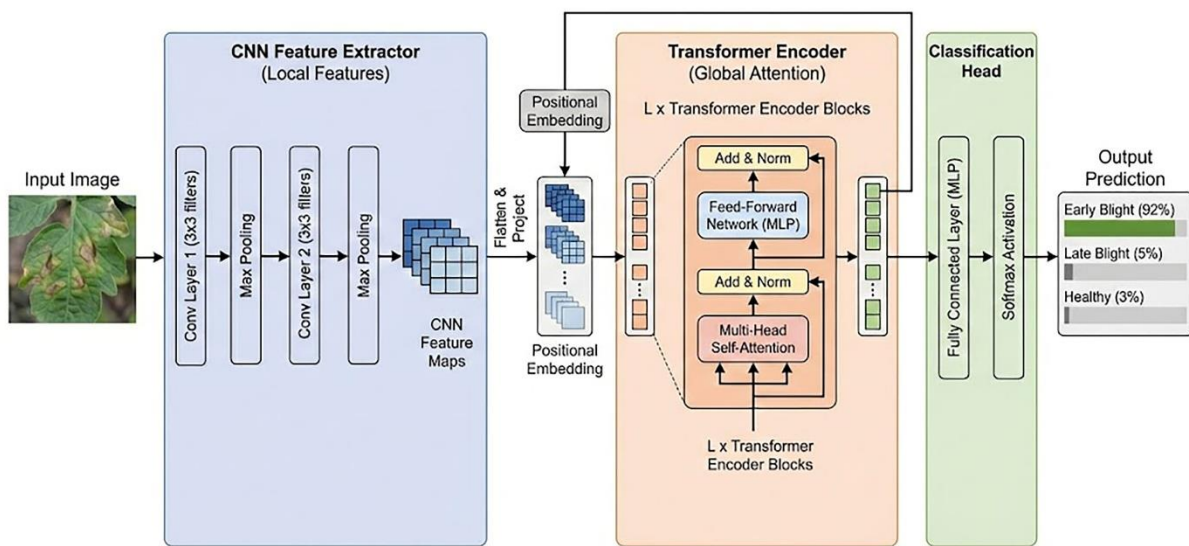 CNN Feature Extractor
(Local Features)
Transformer Encoder
(Global Attention)
Classification
Head
Input Image
Conv Layer 1 (3x3 filters)
Max Pooling
Conv Layer 2 (3x3 filters)
Max Pooling
CNN
Feature
Maps
Flatten &
Project
Positional
Embedding
Positional
Embedding
L x Transformer Encoder Blocks
Add & Norm
Feed-Forward
Network (MLP)
Add & Norm
Multi-Head
Self-Attention
L x Transformer
Encoder Blocks
Fully Connected Layer (MLP)
Softmax Activation
Output
Prediction
Early Blight (92%)
Late Blight (5%)
Healthy (3%)